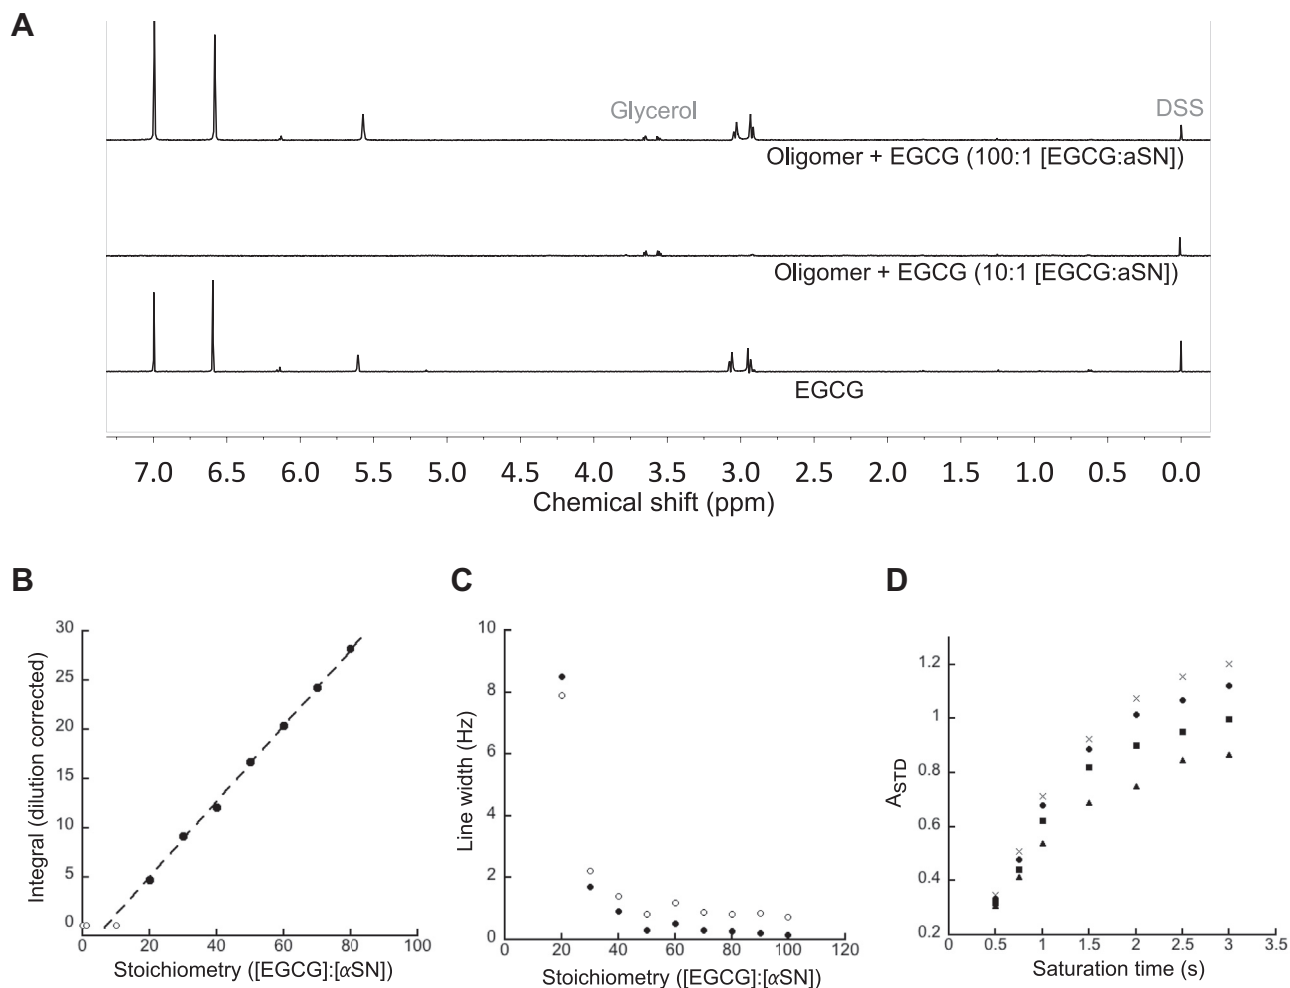 A
Glycerol
DSS
Oligomer + EGCG (100:1 [EGCG:aSN])
Oligomer + EGCG (10:1 [EGCG:aSN])
EGCG
7.0 6.5 6.0 5.5 5.0 4.5 4.0 3.5 3.0 2.5 2.0 1.5 1.0 0.5 0.0
Chemical shift (ppm)
B
Integral (dilution corrected)
30
25
20
15
10
5
0
0 20 40 60 80 100
Stoichiometry ([EGCG]:[αSN])
C
Line width (Hz)
10
8
6
4
2
0
0 20 40 60 80 100 120
Stoichiometry ([EGCG]:[αSN])
D
ASTD
1.2
1
0.8
0.6
0.4
0.2
0 0.5 1 1.5 2 2.5 3 3.5
Saturation time (s)